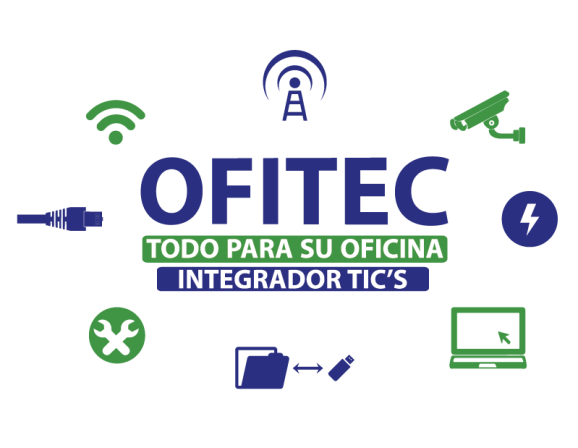 OFITEC
TODO PARA SU OFICINA
INTEGRADOR TIC'S